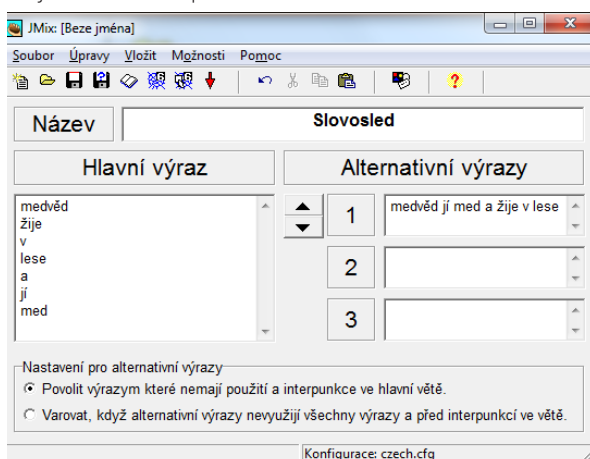 JMix: [Beze jména]
Soubor Úpravy Vložit Možnosti Pomoc
Název
Slovosled
Hlavní výraz
Alternativní výrazy
medvěd
žije
v
lese
a
jí
med
1
medvěd jí med a žije v lese
2
3
Nastavení pro alternativní výrazy
Povolit výrazym které nemají použití a interpunkce ve hlavní větě.
Varovat, když alternativní výrazy nevyužijí všechny výrazy a před interpunkcí ve větě.
Konfigurace: czech.cfg